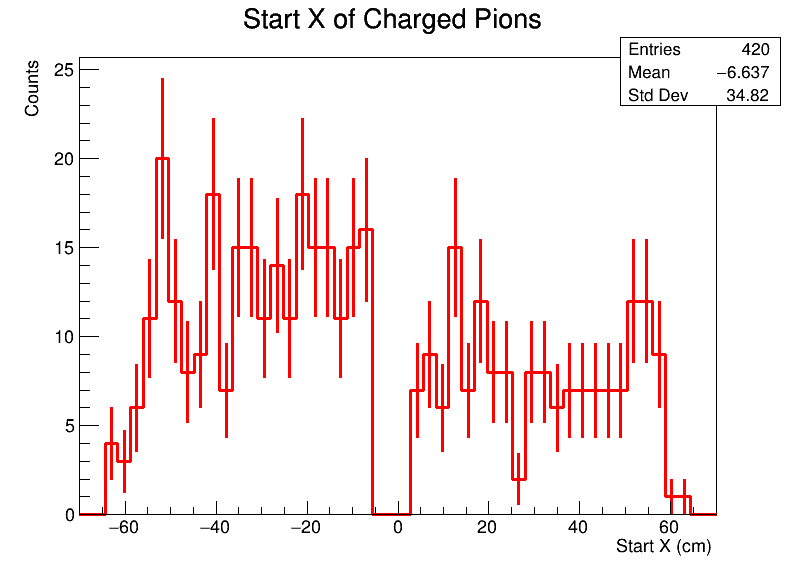 Start X of Charged Pions
Entries 420
Mean −6.637
Std Dev 34.82
Counts
25
20
15
10
5
0
−60 −40 −20 0 20 40 60
Start X (cm)